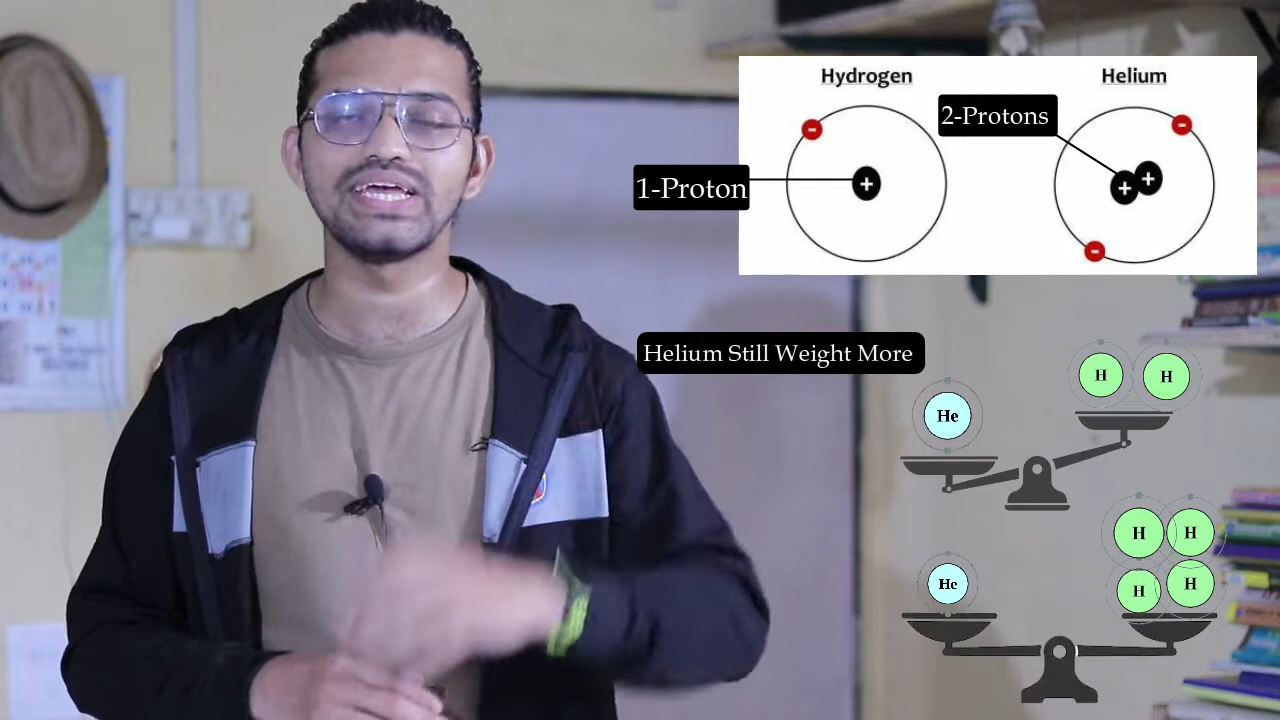 Hydrogen
Helium
2-Protons
1-Proton
-
-
-
+
+
+
Helium Still Weight More
H
H
He
H
H
He
H
H